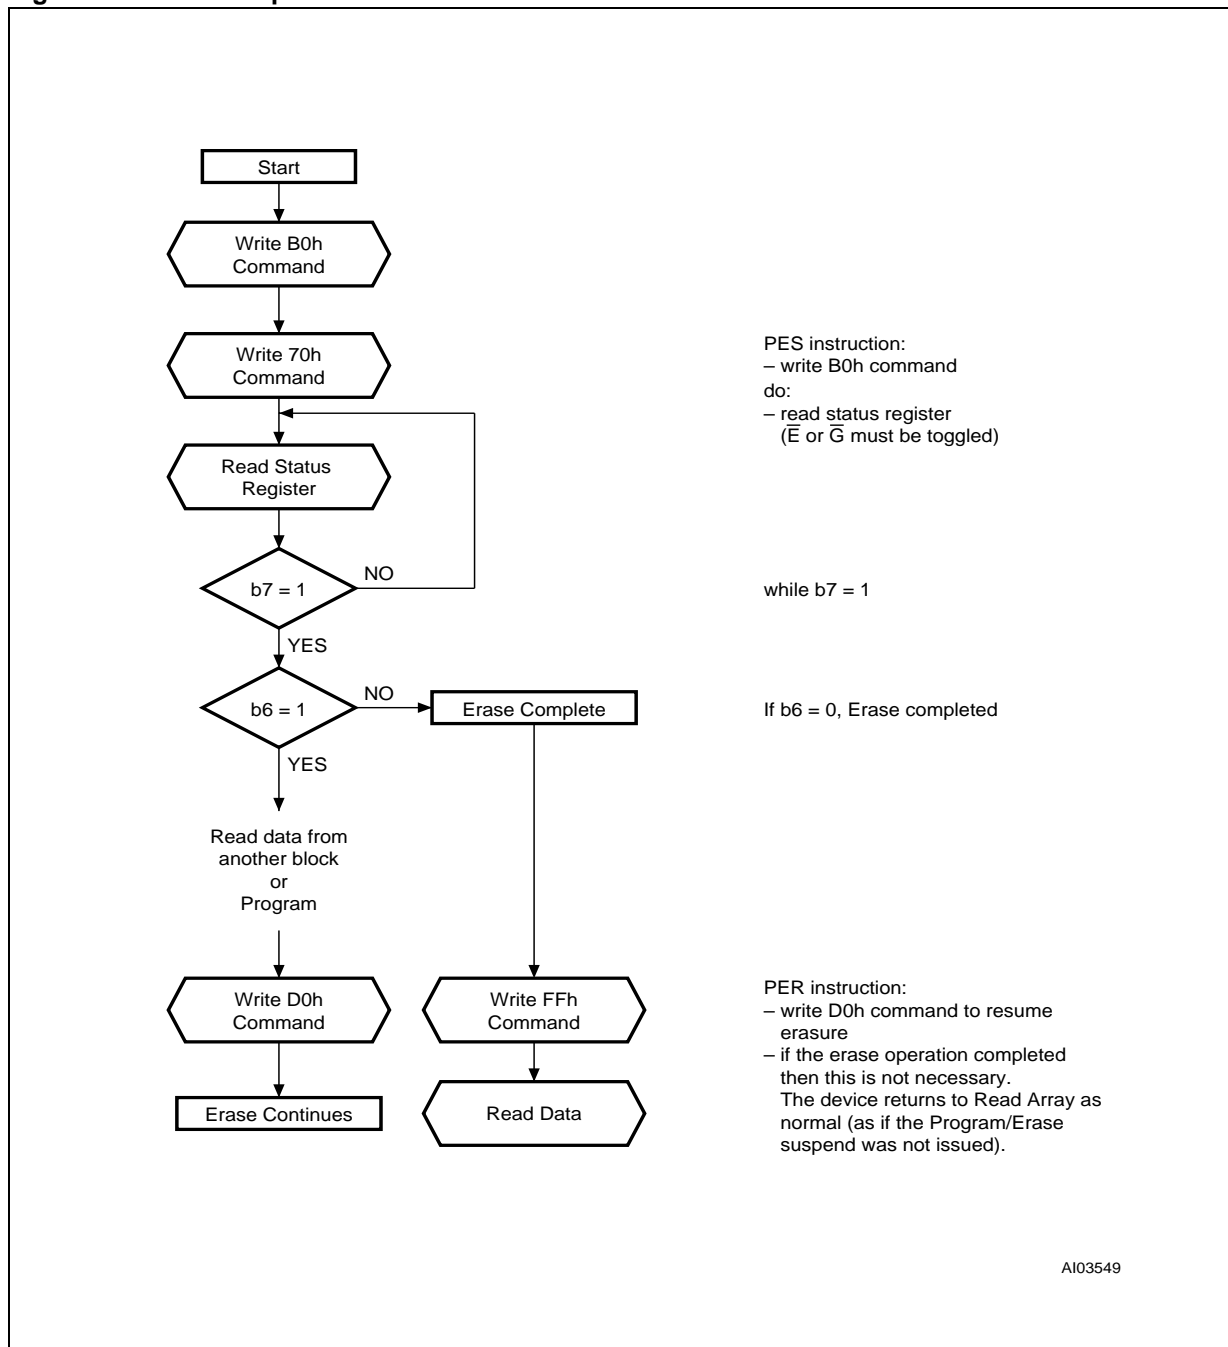 Start
Write B0h
Command
Write 70h
Command
PES instruction:
– write B0h command
do:
– read status register
(E̅ or G̅ must be toggled)
Read Status
Register
b7 = 1
NO
while b7 = 1
YES
b6 = 1
NO
Erase Complete
If b6 = 0, Erase completed
YES
Read data from
another block
or
Program
Write D0h
Command
Write FFh
Command
PER instruction:
– write D0h command to resume
erasure
– if the erase operation completed
then this is not necessary.
The device returns to Read Array as
normal (as if the Program/Erase
suspend was not issued).
Erase Continues
Read Data
AI03549